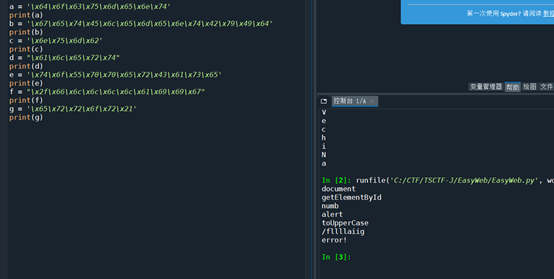 a = '\x64\x6f\x63\x75\x6d\x65\x6e\x74'
print(a)
b = '\x67\x65\x74\x45\x6c\x65\x6d\x65\x6e\x74\x42\x79\x49\x64'
print(b)
c = '\x6e\x75\x6d\x62'
print(c)
d = "\x61\x6c\x65\x72\x74"
print(d)
e = '\x74\x6f\x55\x70\x70\x65\x72\x43\x61\x73\x65'
print(e)
f = "\x2f\x66\x6c\x6c\x6c\x6c\x61\x69\x69\x67"
print(f)
g = '\x65\x72\x72\x6f\x72\x21'
print(g)
第一次使用 Spyder? 请阅读 教程
变量管理器 帮助 绘图 文件
控制台 1/A
V
e
c
h
i
N
a
In [2]: runfile('C:/CTF/TSCTF-J/EasyWeb/EasyWeb.py', wo
document
getElementById
numb
alert
toUpperCase
/fllllaiig
error!
In [3]: